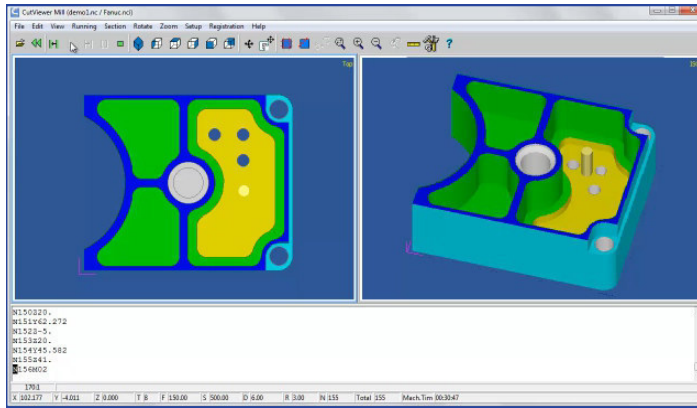 CutViewer Mill (demo1.nc / Fanuc.nci)
File Edit View Running Section Rotate Zoom Setup Registration Help
Top
N150Z20.
N151Y62.272
N152Z-5.
N153Z20.
N154Y45.582
N155Z41.
N156M02
170:1
X 102.177 Y -4.011 Z 0.000 T 8 F 150.00 S 500.00 D 6.00 R 3.00 N 155 Total 155 Mach.Tim 00:30:47